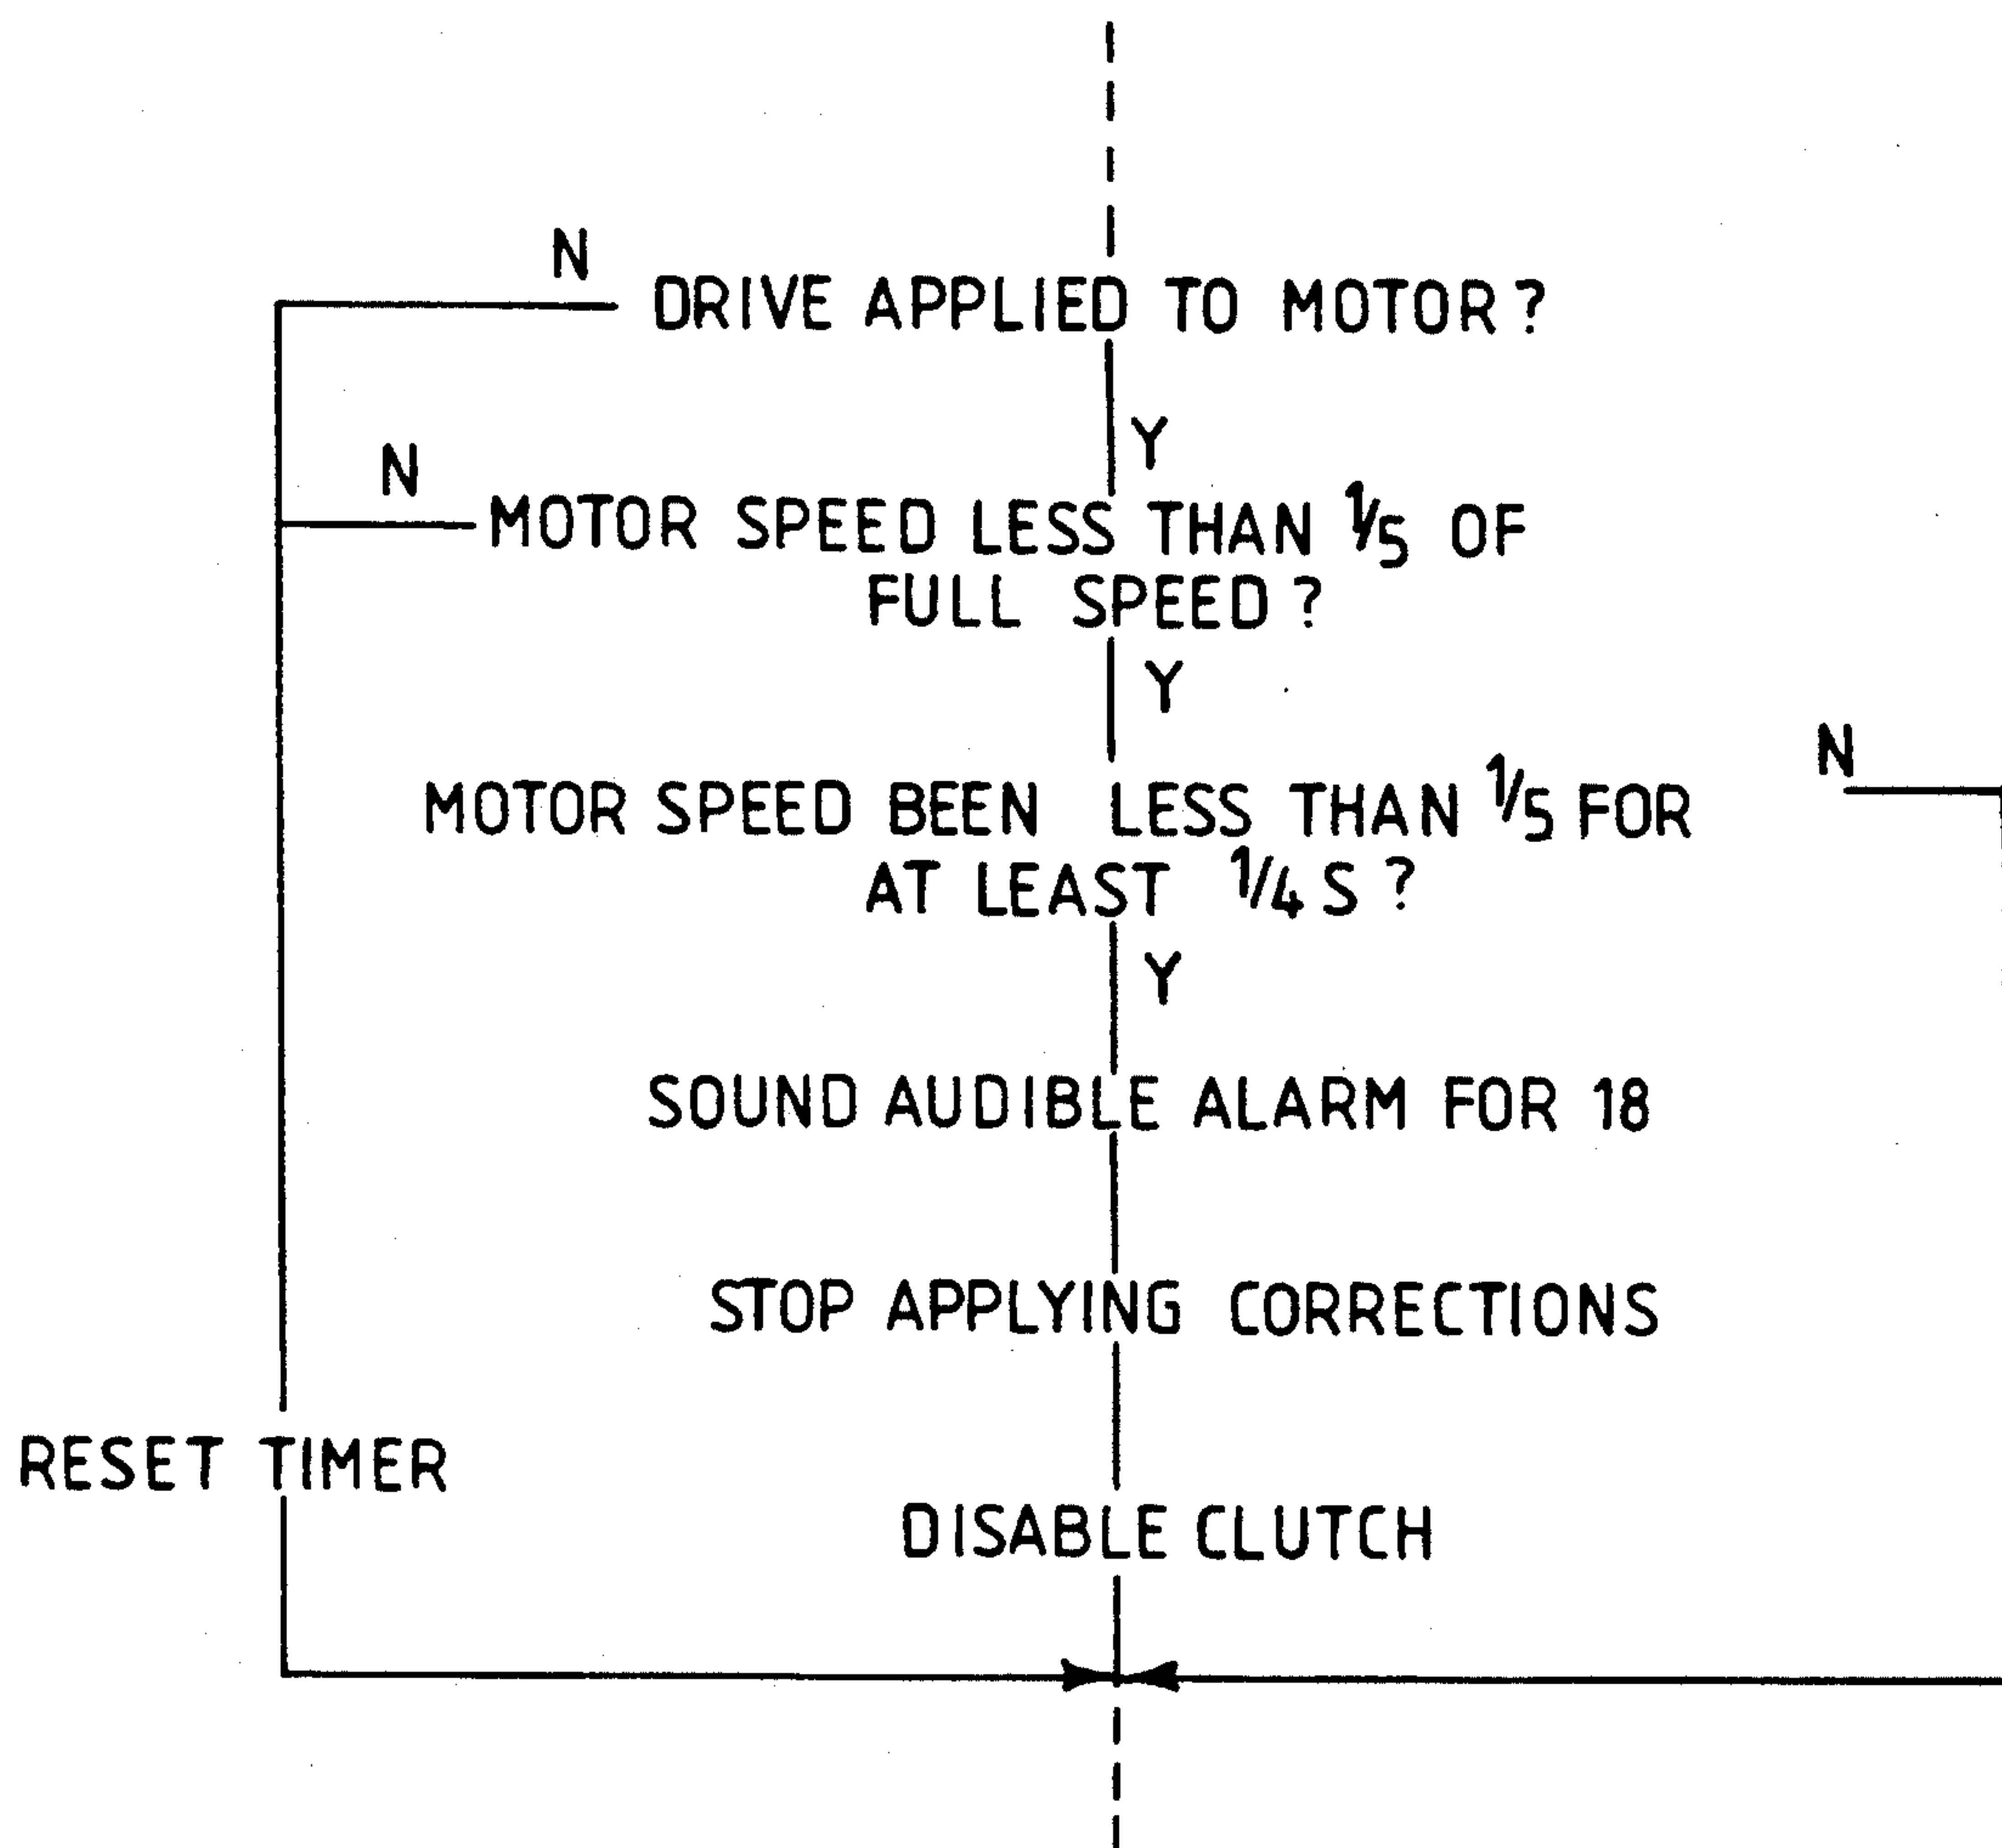 N
DRIVE APPLIED TO MOTOR?
Y
N
MOTOR SPEED LESS THAN 1/5 OF
FULL SPEED?
Y
N
MOTOR SPEED BEEN LESS THAN 1/5 FOR
AT LEAST 1/4 S?
Y
SOUND AUDIBLE ALARM FOR 18
STOP APPLYING CORRECTIONS
RESET TIMER
DISABLE CLUTCH